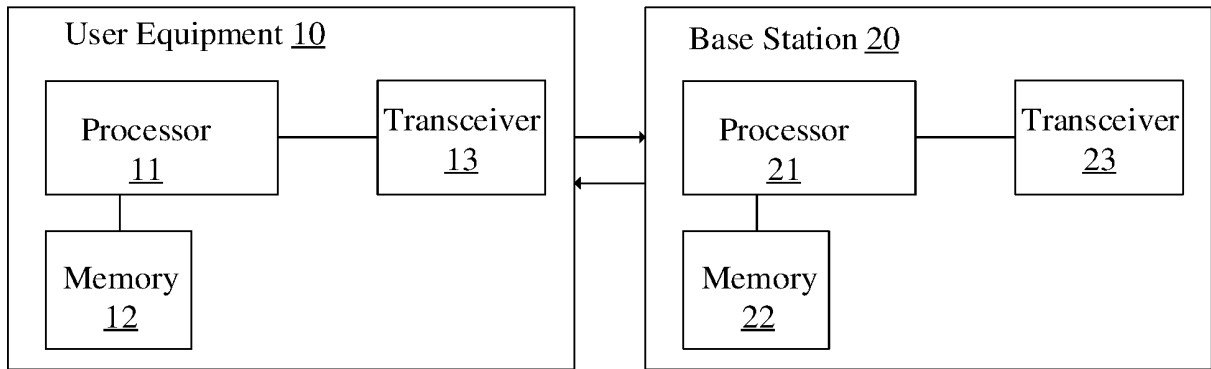 User Equipment 10
Processor
11
Transceiver
13
Memory
12
Base Station 20
Processor
21
Transceiver
23
Memory
22